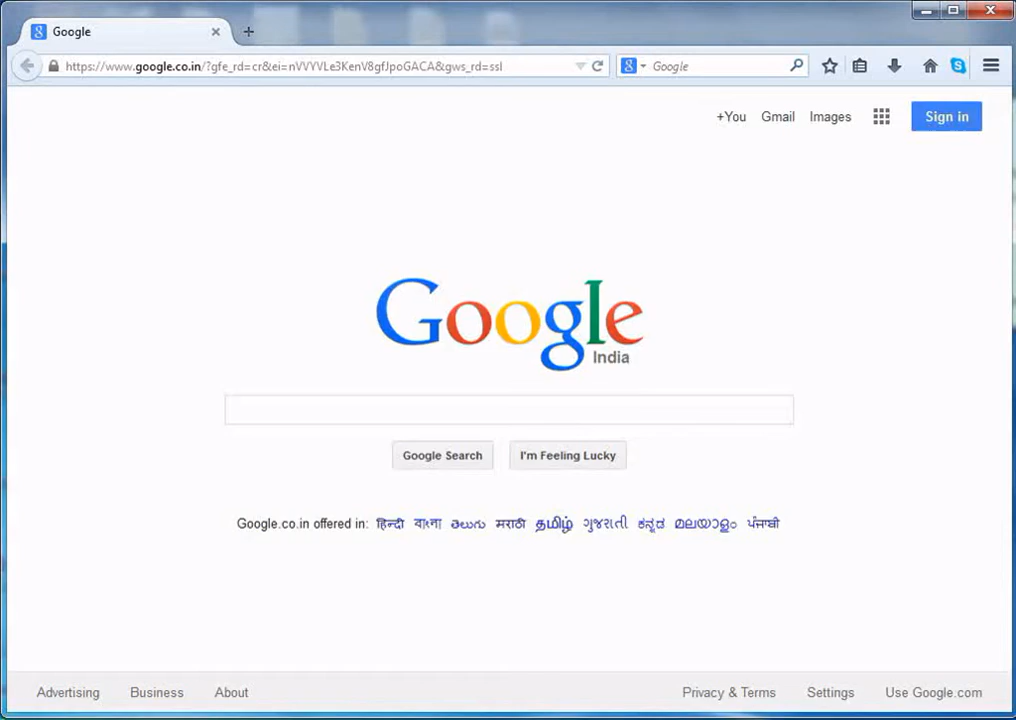 Google
https://www.google.co.in/?gfe_rd=cr&ei=nVVYVLe3KenV8gfJpoGACA&gws_rd=ssl
Google
+You Gmail Images Sign in
Google
India
Google Search I'm Feeling Lucky
Google.co.in offered in: हिन्दी বাংলা తెలుగు मराठी தமிழ் ગુજરાતી ಕನ್ನಡ മലയാളം ਪੰਜਾਬੀ
Advertising Business About Privacy & Terms Settings Use Google.com